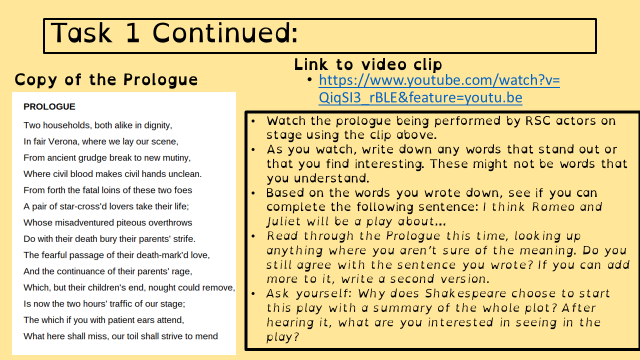 Task 1 Continued:
Link to video clip
• https://www.youtube.com/watch?v=
QiqSI3_rBLE&feature=youtu.be
Copy of the Prologue
PROLOGUE
Two households, both alike in dignity,
In fair Verona, where we lay our scene,
From ancient grudge break to new mutiny,
Where civil blood makes civil hands unclean.
From forth the fatal loins of these two foes
A pair of star-cross'd lovers take their life;
Whose misadventured piteous overthrows
Do with their death bury their parents' strife.
The fearful passage of their death-mark'd love,
And the continuance of their parents' rage,
Which, but their children's end, nought could remove,
Is now the two hours' traffic of our stage;
The which if you with patient ears attend,
What here shall miss, our toil shall strive to mend
• Watch the prologue being performed by RSC actors on
stage using the clip above.
• As you watch, write down any words that stand out or
that you find interesting. These might not be words that
you understand.
• Based on the words you wrote down, see if you can
complete the following sentence: I think Romeo and
Juliet will be a play about...
• Read through the Prologue this time, looking up
anything where you aren't sure of the meaning. Do you
still agree with the sentence you wrote? If you can add
more to it, write a second version.
• Ask yourself: Why does Shakespeare choose to start
this play with a summary of the whole plot? After
hearing it, what are you interested in seeing in the
play?